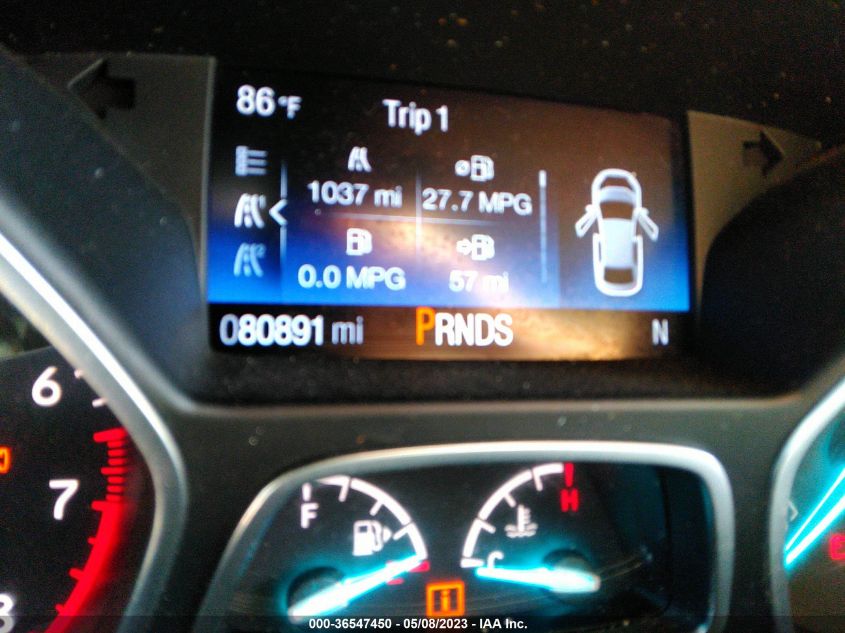 86°F Trip 1
1037 mi 27.7 MPG
0.0 MPG 57 mi
080891 mi PRNDS N
6
7
8
F
H
C
E
i
000-36547450 - 05/08/2023 - IAA Inc.